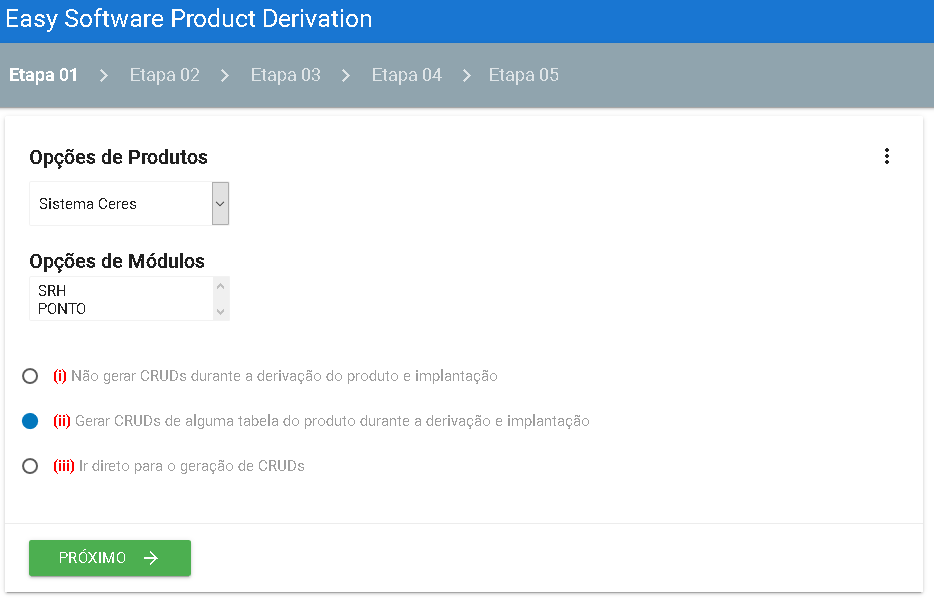 Easy Software Product Derivation
Etapa 01 Etapa 02 Etapa 03 Etapa 04 Etapa 05
Opções de Produtos
Sistema Ceres
Opções de Módulos
SRH
PONTO
(i) Não gerar CRUDs durante a derivação do produto e implantação
(ii) Gerar CRUDs de alguma tabela do produto durante a derivação e implantação
(iii) Ir direto para o geração de CRUDs
PRÓXIMO